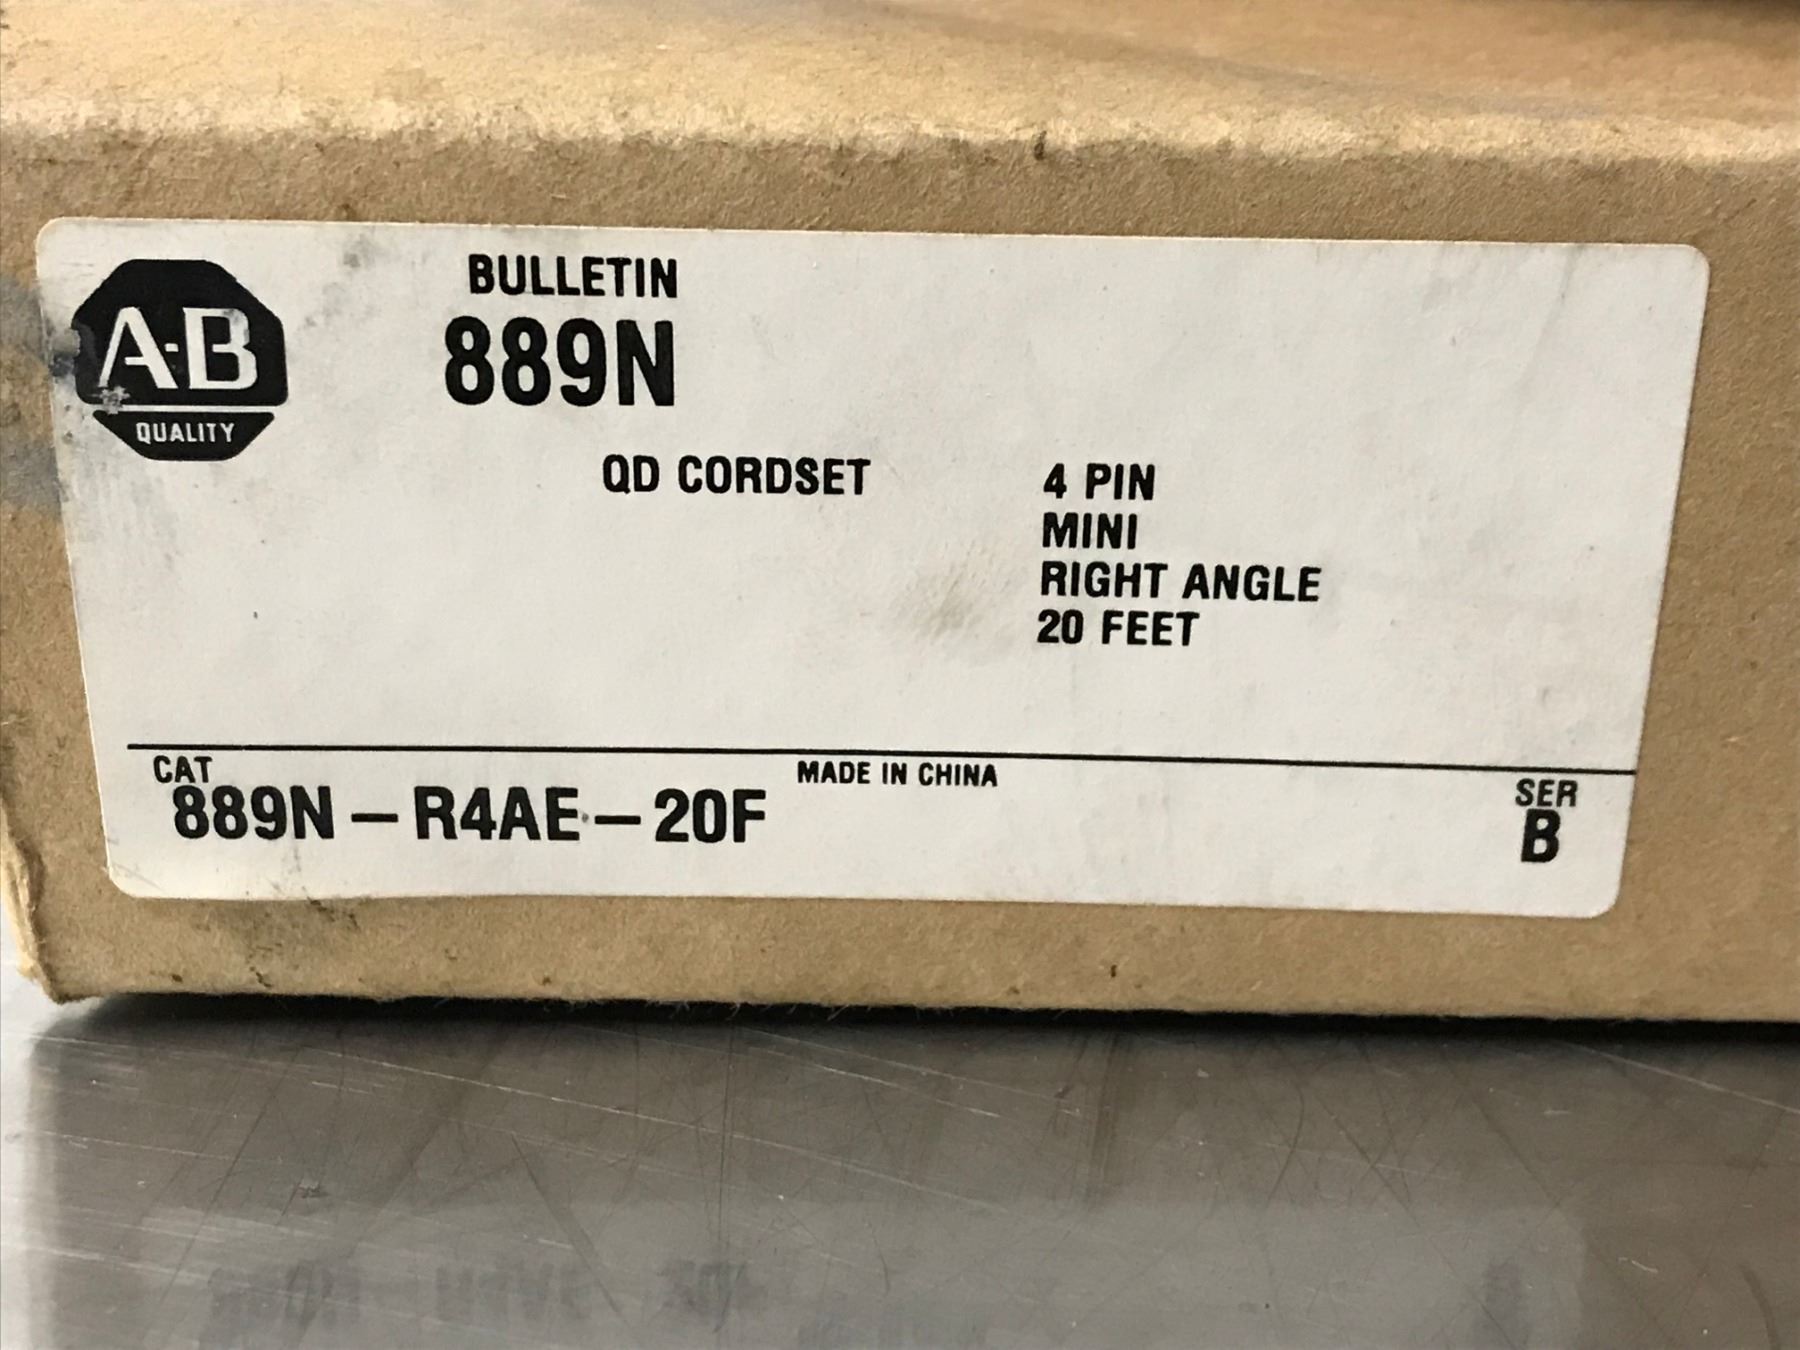 A-B
QUALITY
BULLETIN
889N
QD CORDSET
4 PIN
MINI
RIGHT ANGLE
20 FEET
CAT
889N-R4AE-20F
MADE IN CHINA
SER
B